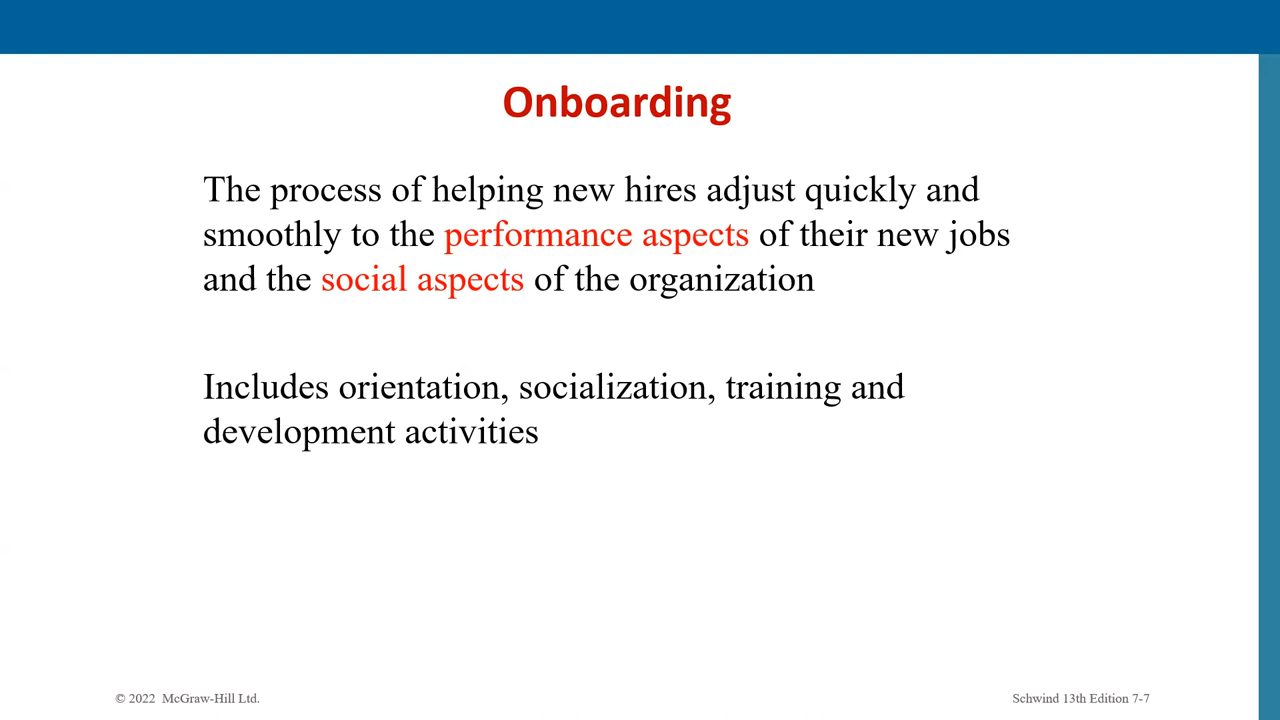 Onboarding
The process of helping new hires adjust quickly and
smoothly to the performance aspects of their new jobs
and the social aspects of the organization
Includes orientation, socialization, training and
development activities
© 2022 McGraw-Hill Ltd.
Schwind 13th Edition 7-7